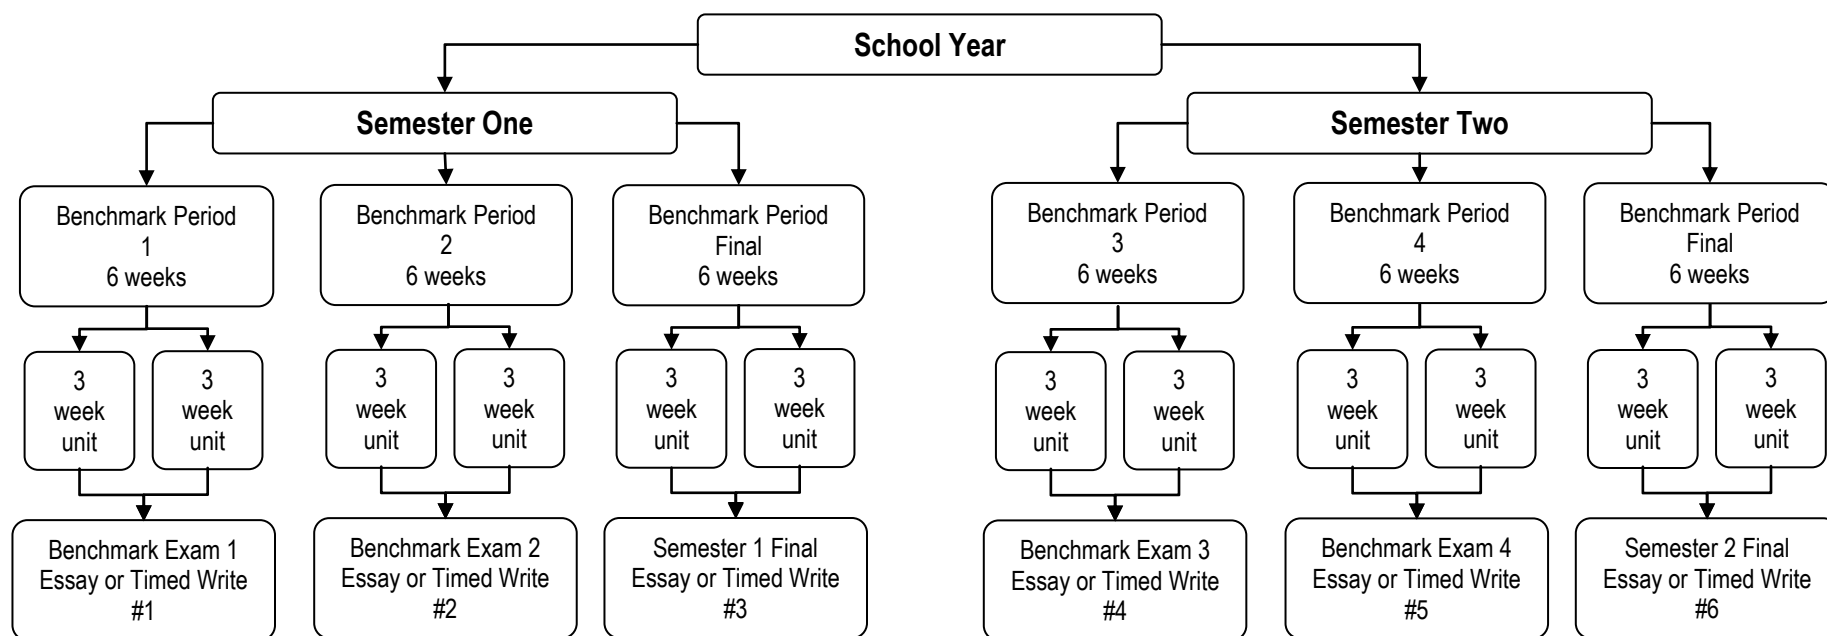 School Year
Semester One
Semester Two
Benchmark Period
1
6 weeks
Benchmark Period
2
6 weeks
Benchmark Period
Final
6 weeks
Benchmark Period
3
6 weeks
Benchmark Period
4
6 weeks
Benchmark Period
Final
6 weeks
3
week
unit
3
week
unit
3
week
unit
3
week
unit
3
week
unit
3
week
unit
3
week
unit
3
week
unit
3
week
unit
3
week
unit
3
week
unit
3
week
unit
Benchmark Exam 1
Essay or Timed Write
#1
Benchmark Exam 2
Essay or Timed Write
#2
Semester 1 Final
Essay or Timed Write
#3
Benchmark Exam 3
Essay or Timed Write
#4
Benchmark Exam 4
Essay or Timed Write
#5
Semester 2 Final
Essay or Timed Write
#6